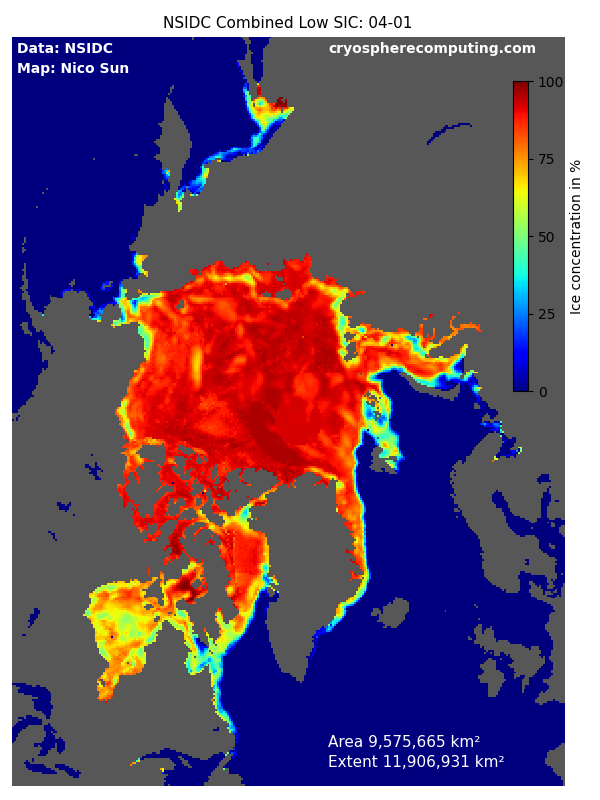 NSIDC Combined Low SIC: 04-01
Data: NSIDC
cryospherecomputing.com
Map: Nico Sun
100
75
50
25
0
Ice concentration in %
Area 9,575,665 km²
Extent 11,906,931 km²